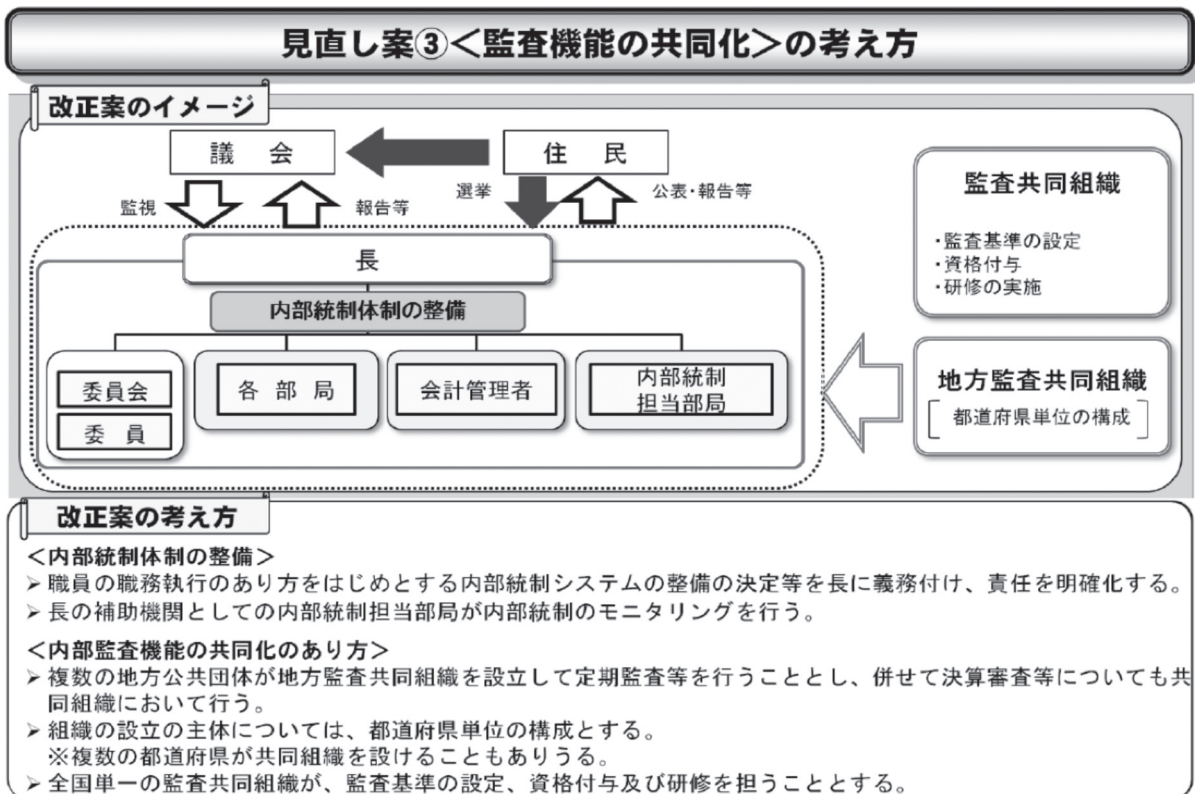 見直し案③＜監査機能の共同化＞の考え方
改正案のイメージ
議　会
住　民
監視
報告等
選挙
公表・報告等
長
内部統制体制の整備
委員会
委　員
各　部　局
会計管理者
内部統制
担当部局
監査共同組織
・監査基準の設定
・資格付与
・研修の実施
地方監査共同組織
都道府県単位の構成
改正案の考え方
＜内部統制体制の整備＞
➢ 職員の職務執行のあり方をはじめとする内部統制システムの整備の決定等を長に義務付け、責任を明確化する。
➢ 長の補助機関としての内部統制担当部局が内部統制のモニタリングを行う。
＜内部監査機能の共同化のあり方＞
➢ 複数の地方公共団体が地方監査共同組織を設立して定期監査等を行うこととし、併せて決算審査等についても共
同組織において行う。
➢ 組織の設立の主体については、都道府県単位の構成とする。
※複数の都道府県が共同組織を設けることもありうる。
➢ 全国単一の監査共同組織が、監査基準の設定、資格付与及び研修を担うこととする。